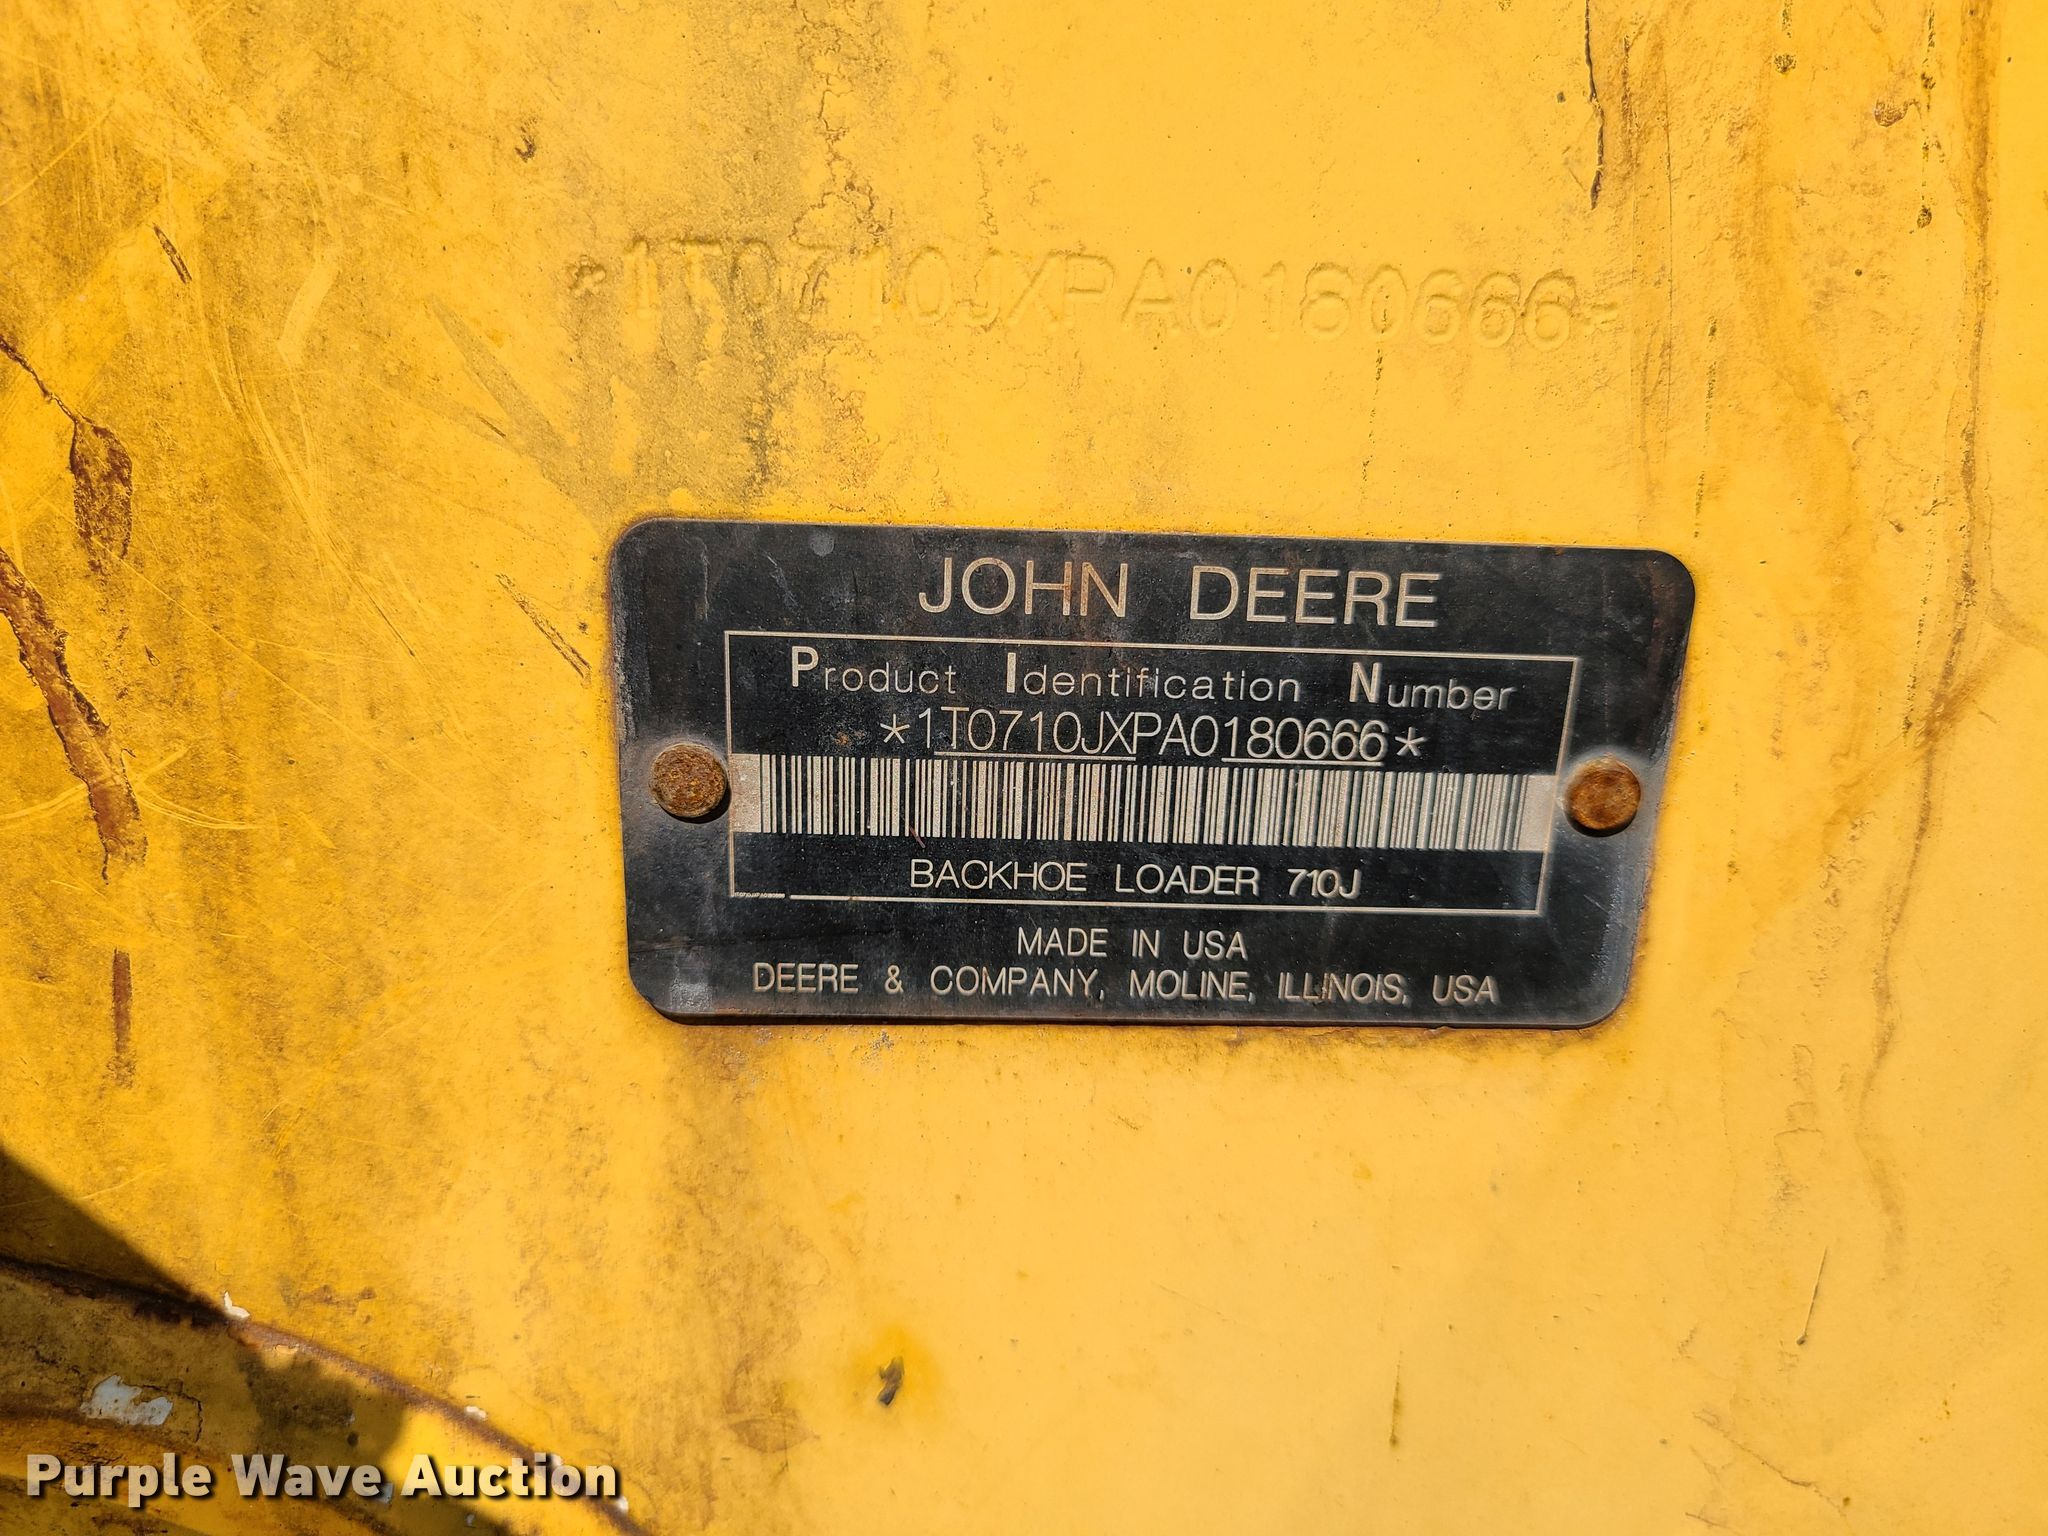 *1T0710JXPA0180666*
JOHN DEERE
Product Identification Number
*1T0710JXPA0180666*
BACKHOE LOADER 710J
1T0710JXPA0180666
MADE IN USA
DEERE & COMPANY, MOLINE, ILLINOIS, USA
Purple Wave Auction